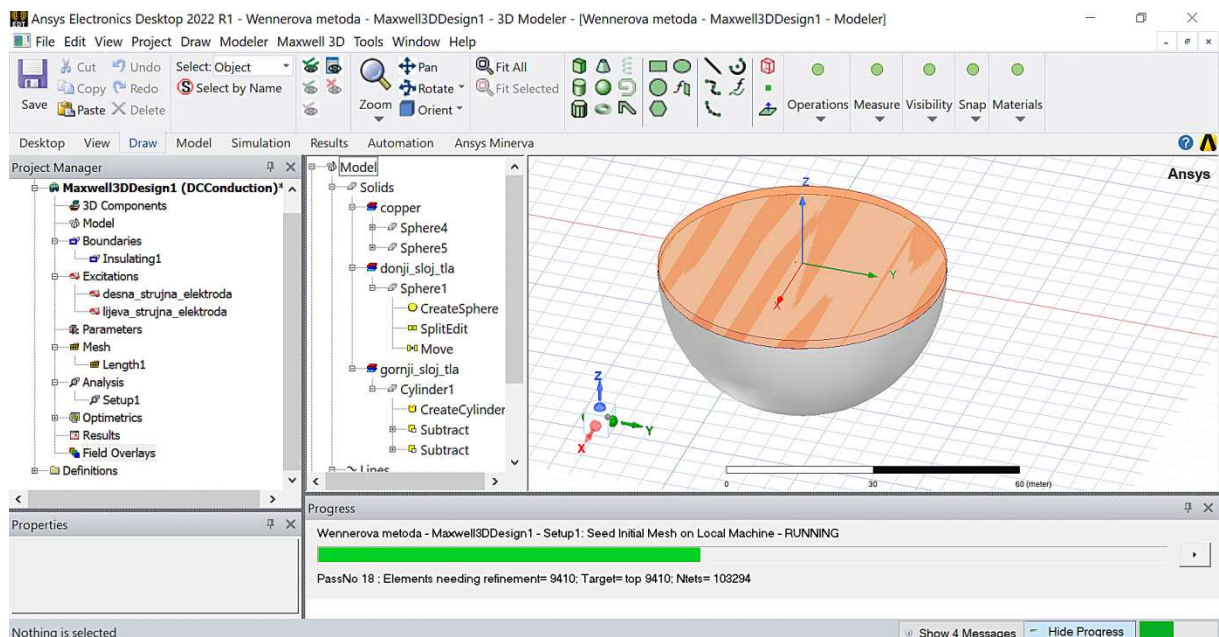 Ansys Electronics Desktop 2022 R1 - Wennerova metoda - Maxwell3DDesign1 - 3D Modeler - [Wennerova metoda - Maxwell3DDesign1 - Modeler]
File Edit View Project Draw Modeler Maxwell 3D Tools Window Help
Save
Cut Undo
Copy Redo
Paste Delete
Select: Object
Select by Name
Zoom
Pan
Rotate
Orient
Fit All
Fit Selected
Operations Measure Visibility Snap Materials
Desktop View Draw Model Simulation Results Automation Ansys Minerva
Project Manager
Maxwell3DDesign1 (DCConduction)*
3D Components
Model
Boundaries
Insulating1
Excitations
desna_strujna_elektroda
lijeva_strujna_elektroda
Parameters
Mesh
Length1
Analysis
Setup1
Optimetrics
Results
Field Overlays
Definitions
Model
Solids
copper
Sphere4
Sphere5
donji_sloj_tla
Sphere1
CreateSphere
SplitEdit
Move
gornji_sloj_tla
Cylinder1
CreateCylinder
Subtract
Subtract
Lines
Ansys
Z
Y
X
Z
Y
X
0 30 60 (meter)
Properties
Progress
Wennerova metoda - Maxwell3DDesign1 - Setup1: Seed Initial Mesh on Local Machine - RUNNING
PassNo 18 ; Elements needing refinement= 9410; Target= top 9410; Ntets= 103294
Nothing is selected
Show 4 Messages Hide Progress